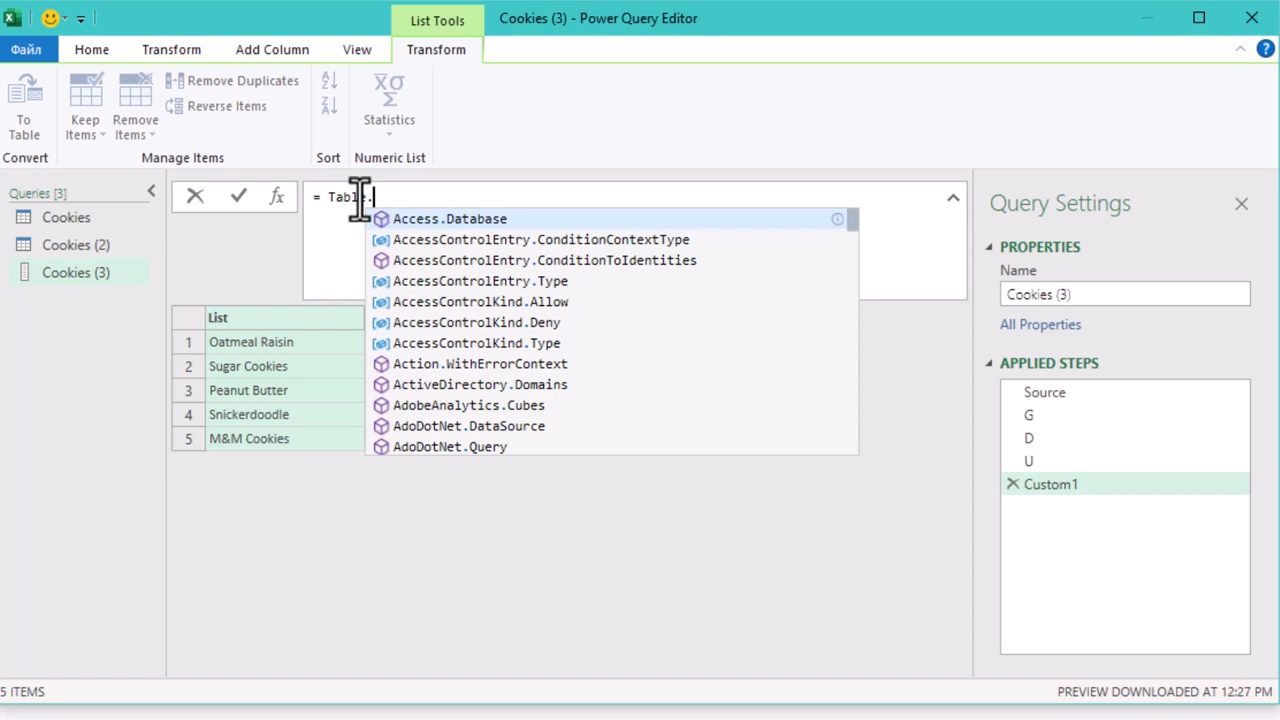 List Tools
Cookies (3) - Power Query Editor
Файл
Home
Transform
Add Column
View
Transform
To Table
Convert
Keep Items
Remove Items
Remove Duplicates
Reverse Items
Manage Items
Sort
Statistics
Numeric List
Queries [3]
Cookies
Cookies (2)
Cookies (3)
fx
= Table.
Access.Database
AccessControlEntry.ConditionContextType
AccessControlEntry.ConditionToIdentities
AccessControlEntry.Type
AccessControlKind.Allow
AccessControlKind.Deny
AccessControlKind.Type
Action.WithErrorContext
ActiveDirectory.Domains
AdobeAnalytics.Cubes
AdoDotNet.DataSource
AdoDotNet.Query
List
1 Oatmeal Raisin
2 Sugar Cookies
3 Peanut Butter
4 Snickerdoodle
5 M&M Cookies
Query Settings
PROPERTIES
Name
Cookies (3)
All Properties
APPLIED STEPS
Source
G
D
U
Custom1
5 ITEMS
PREVIEW DOWNLOADED AT 12:27 PM